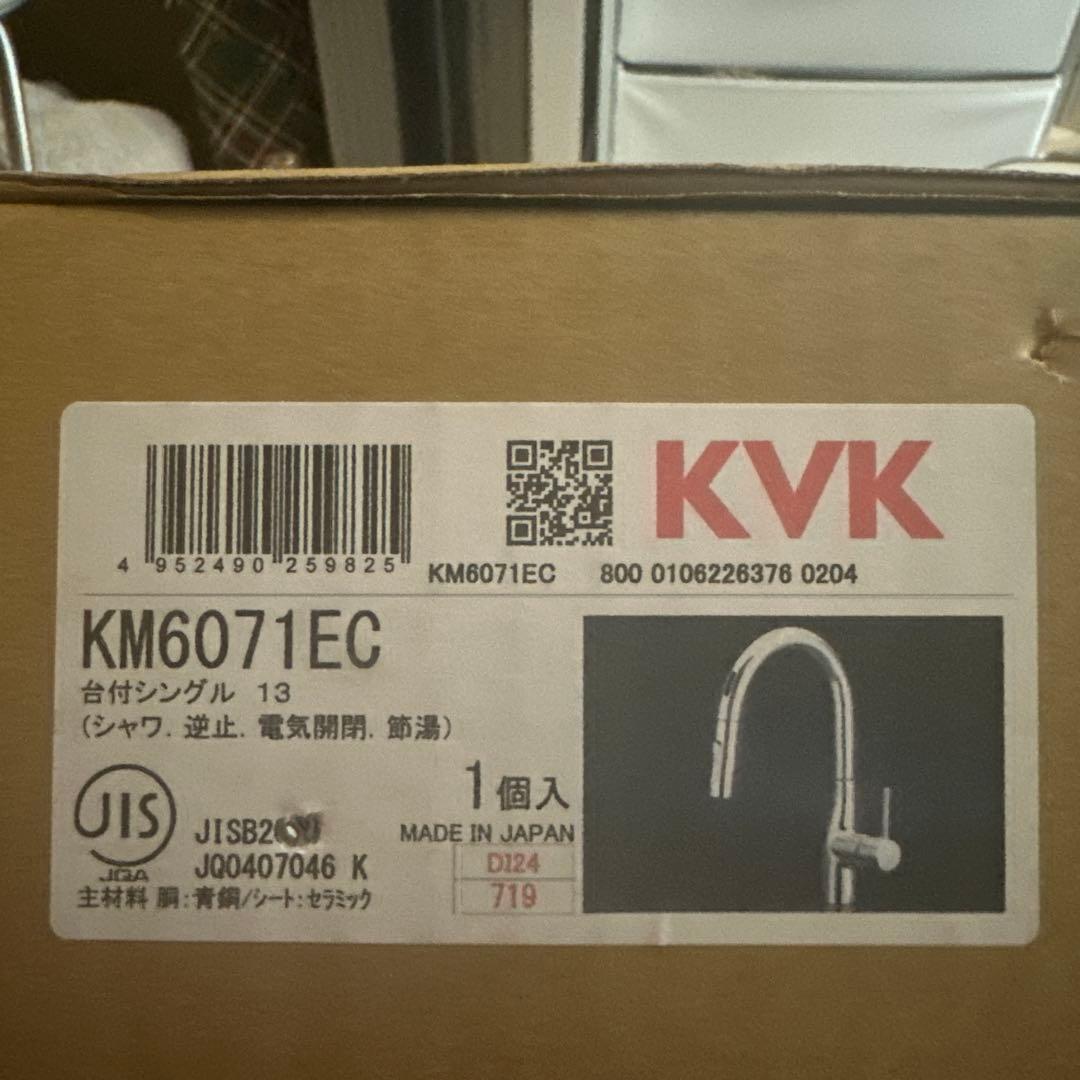 KVK
4 952490 259825
KM6071EC 800 0106226376 0204
KM6071EC
台付シングル 13
(シャワ. 逆止. 電気開閉. 節湯)
1個入
JIS
JQA
MADE IN JAPAN
JQ0407046 K
DI24
719
主材料 胴:青銅/シート:セラミック